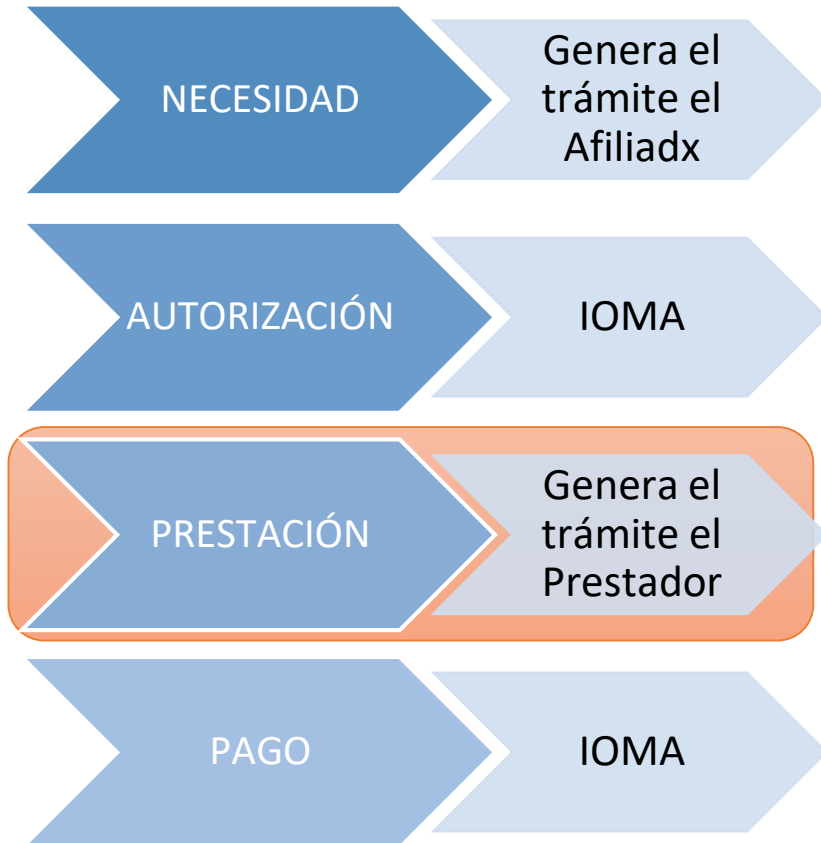 NECESIDAD
Genera el
trámite el
Afiliadx
AUTORIZACIÓN
IOMA
PRESTACIÓN
Genera el
trámite el
Prestador
PAGO
IOMA